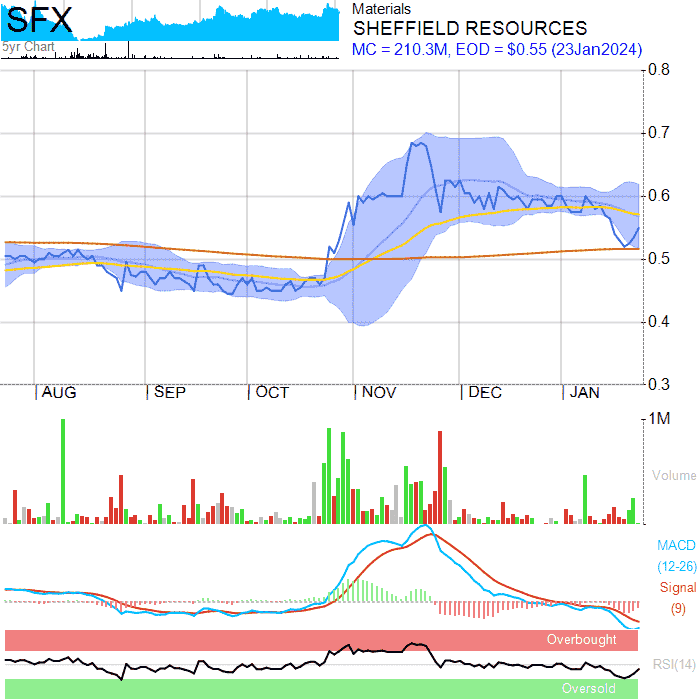 SFX
5yr Chart
Materials
SHEFFIELD RESOURCES
MC = 210.3M, EOD = $0.55 (23Jan2024)
0.8
0.7
0.6
0.5
0.4
0.3
AUG SEP OCT NOV DEC JAN
1M
Volume
MACD
(12-26)
Signal
(9)
Overbought
RSI(14)
Oversold